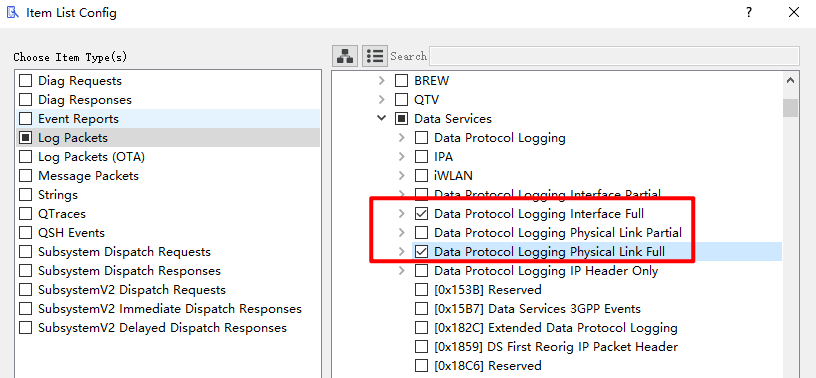 Item List Config
?
Choose Item Type(s)
Diag Requests
Diag Responses
Event Reports
Log Packets
Log Packets (OTA)
Message Packets
Strings
QTraces
QSH Events
Subsystem Dispatch Requests
Subsystem Dispatch Responses
SubsystemV2 Dispatch Requests
SubsystemV2 Immediate Dispatch Responses
SubsystemV2 Delayed Dispatch Responses
Search
BREW
QTV
Data Services
Data Protocol Logging
IPA
iWLAN
Data Protocol Logging Interface Partial
Data Protocol Logging Interface Full
Data Protocol Logging Physical Link Partial
Data Protocol Logging Physical Link Full
Data Protocol Logging IP Header Only
[0x153B] Reserved
[0x15B7] Data Services 3GPP Events
[0x182C] Extended Data Protocol Logging
[0x1859] DS First Reorig IP Packet Header
[0x18C6] Reserved